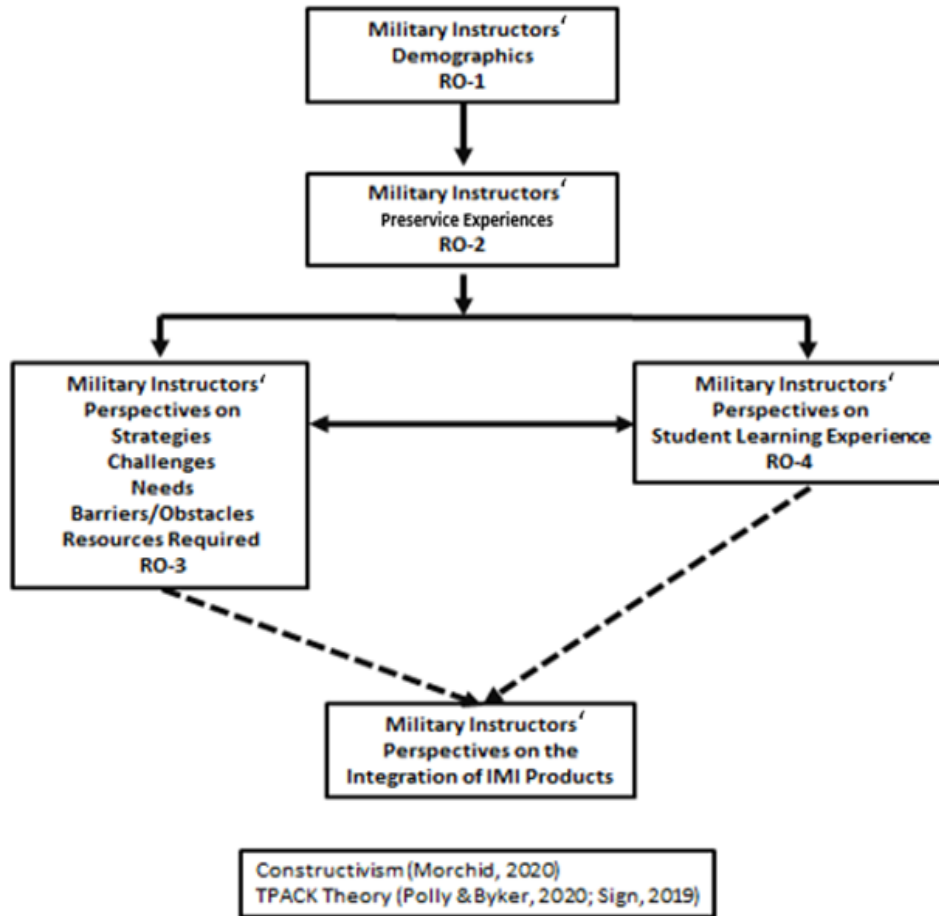 Military Instructors‘
Demographics
RO-1
Military Instructors‘
Preservice Experiences
RO-2
Military Instructors‘
Perspectives on
Strategies
Challenges
Needs
Barriers/Obstacles
Resources Required
RO-3
Military Instructors‘
Perspectives on
Student Learning Experience
RO-4
Military Instructors‘
Perspectives on the
Integration of IMI Products
Constructivism (Morchid, 2020)
TPACK Theory (Polly & Byker, 2020; Sign, 2019)